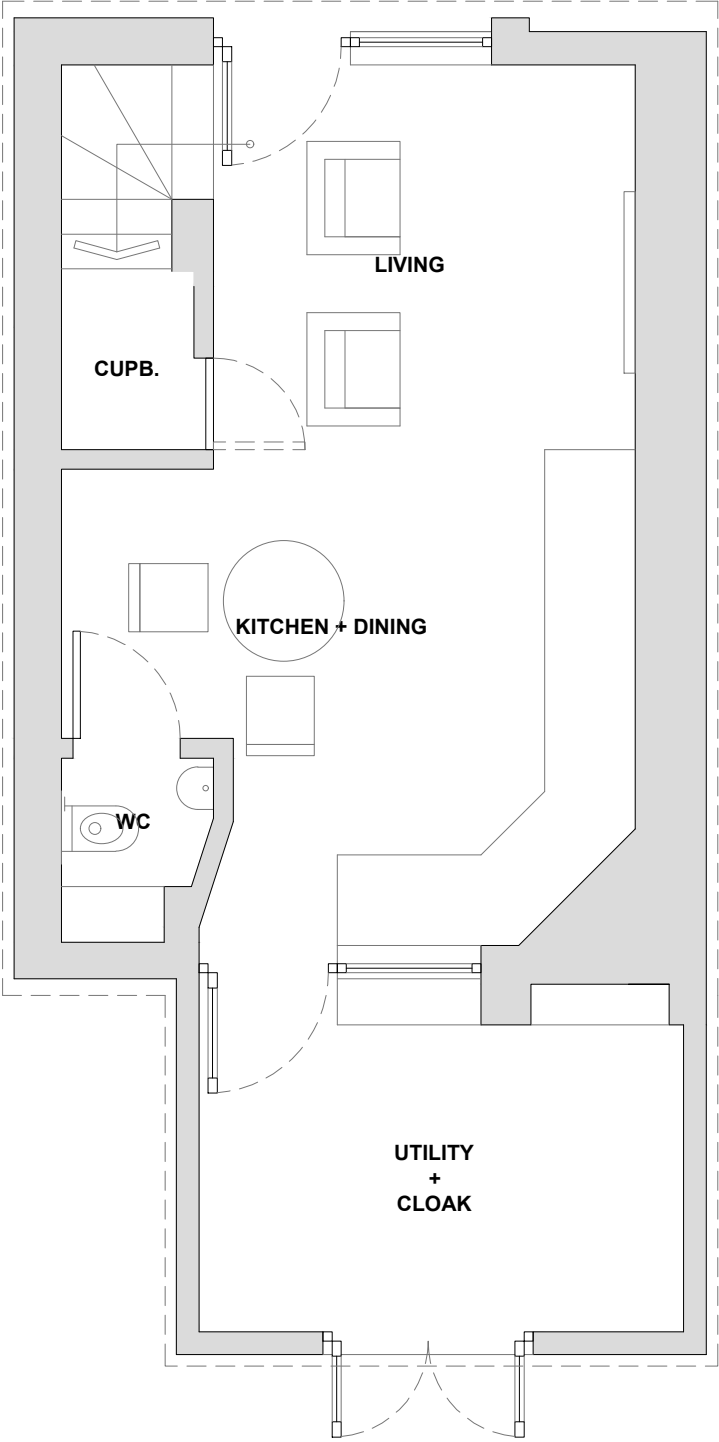 LIVING
CUPB.
KITCHEN + DINING
WC
UTILITY
+
CLOAK